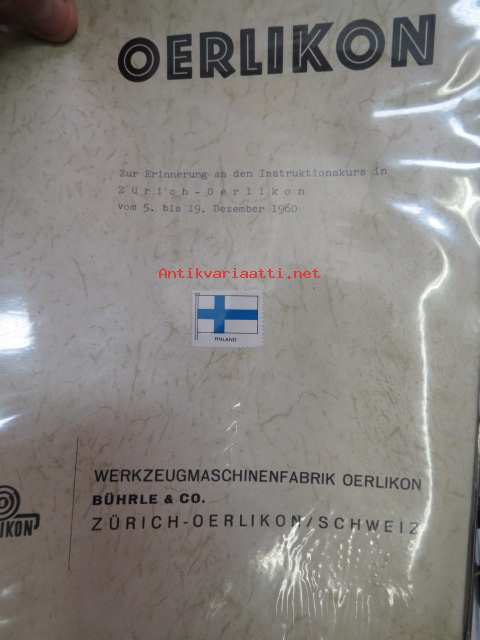 OERLIKON
Zur Erinnerung an den Instruktionskurs in
Zürich-Oerlikon
vom 5. bis 19. Dezember 1960
Antikvariaatti.net
FINLAND
WERKZEUGMASCHINENFABRIK OERLIKON
BÜHRLE & CO.
ZÜRICH-OERLIKON/SCHWEIZ
LIKON